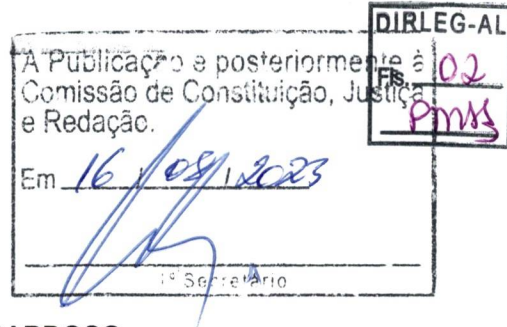 DIRLEG-AL
Fls. 02
A Publicação e posteriormente à
Comissão de Constituição, Justiça
e Redação.
Em 16 / 08 / 2023
1º Secretário